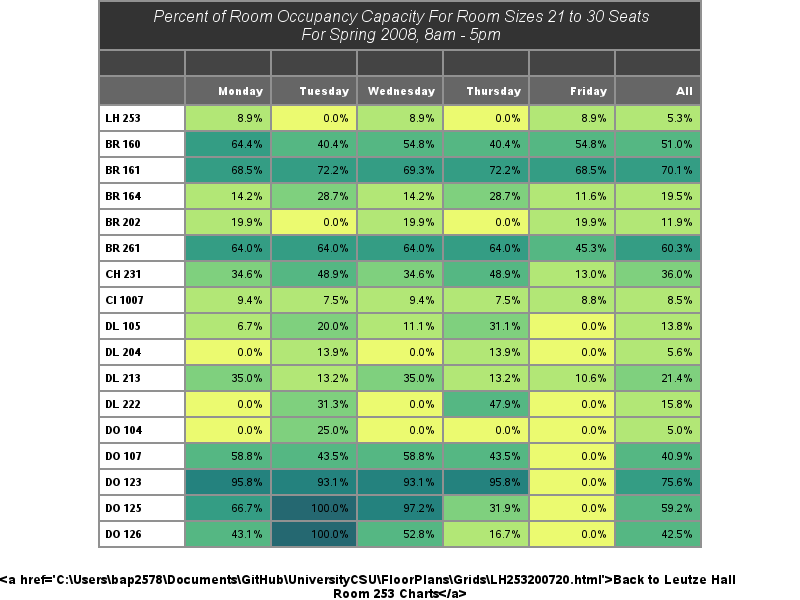 Percent of Room Occupancy Capacity For Room Sizes 21 to 30 Seats
For Spring 2008, 8am - 5pm
Monday Tuesday Wednesday Thursday Friday All
LH 253 8.9% 0.0% 8.9% 0.0% 8.9% 5.3%
BR 160 64.4% 40.4% 54.8% 40.4% 54.8% 51.0%
BR 161 68.5% 72.2% 69.3% 72.2% 68.5% 70.1%
BR 164 14.2% 28.7% 14.2% 28.7% 11.6% 19.5%
BR 202 19.9% 0.0% 19.9% 0.0% 19.9% 11.9%
BR 261 64.0% 64.0% 64.0% 64.0% 45.3% 60.3%
CH 231 34.6% 48.9% 34.6% 48.9% 13.0% 36.0%
CI 1007 9.4% 7.5% 9.4% 7.5% 8.8% 8.5%
DL 105 6.7% 20.0% 11.1% 31.1% 0.0% 13.8%
DL 204 0.0% 13.9% 0.0% 13.9% 0.0% 5.6%
DL 213 35.0% 13.2% 35.0% 13.2% 10.6% 21.4%
DL 222 0.0% 31.3% 0.0% 47.9% 0.0% 15.8%
DO 104 0.0% 25.0% 0.0% 0.0% 0.0% 5.0%
DO 107 58.8% 43.5% 58.8% 43.5% 0.0% 40.9%
DO 123 95.8% 93.1% 93.1% 95.8% 0.0% 75.6%
DO 125 66.7% 100.0% 97.2% 31.9% 0.0% 59.2%
DO 126 43.1% 100.0% 52.8% 16.7% 0.0% 42.5%
<a href='C:\Users\bap2578\Documents\GitHub\UniversityCSU\FloorPlans\Grids\LH253200720.html'>Back to Leutze Hall
Room 253 Charts</a>